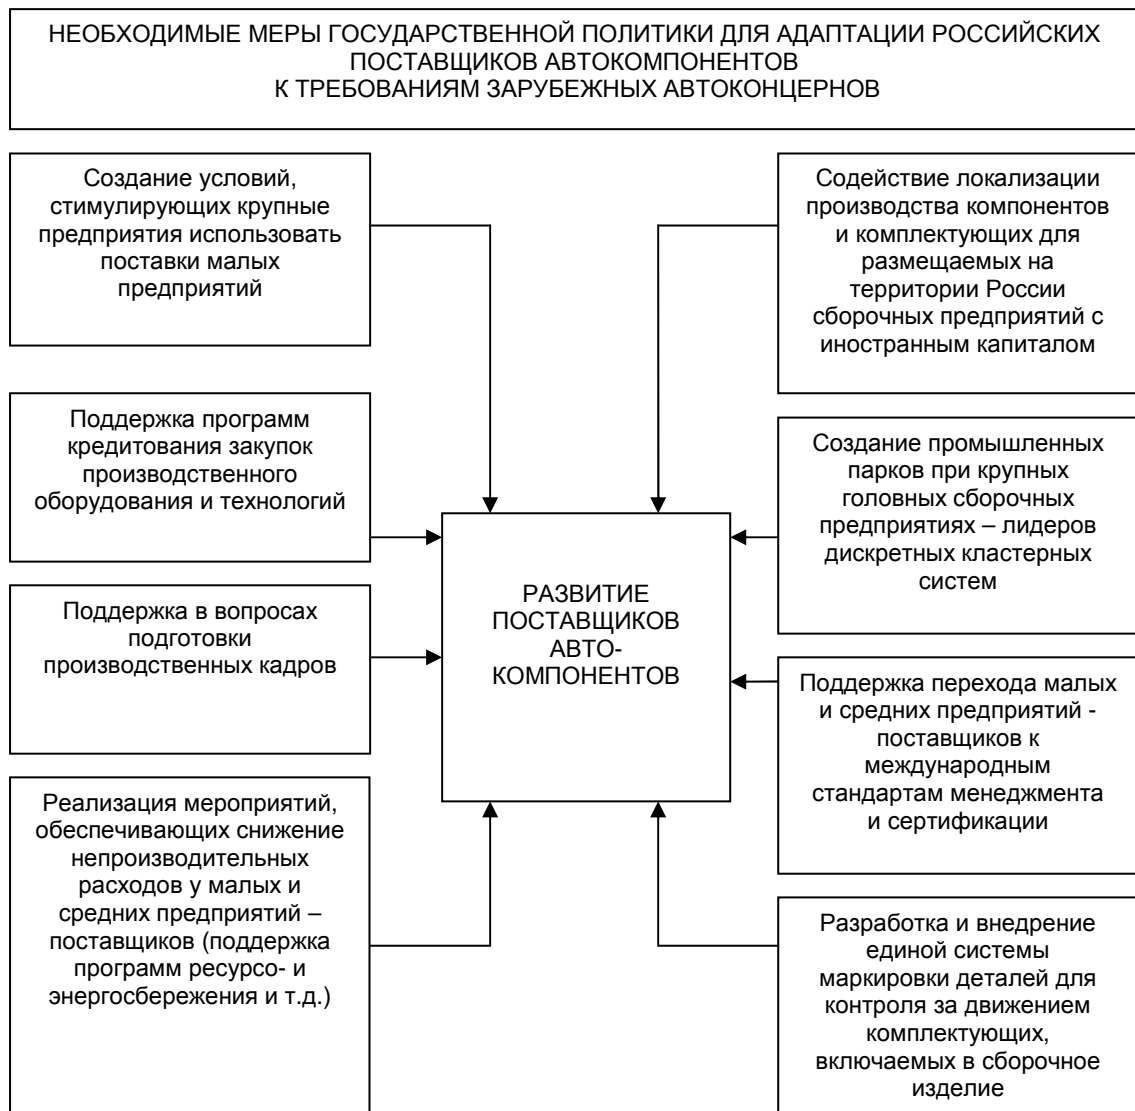 НЕОБХОДИМЫЕ МЕРЫ ГОСУДАРСТВЕННОЙ ПОЛИТИКИ ДЛЯ АДАПТАЦИИ РОССИЙСКИХ
ПОСТАВЩИКОВ АВТОКОМПОНЕНТОВ
К ТРЕБОВАНИЯМ ЗАРУБЕЖНЫХ АВТОКОНЦЕРНОВ
Создание условий,
стимулирующих крупные
предприятия использовать
поставки малых
предприятий
Поддержка программ
кредитования закупок
производственного
оборудования и технологий
Поддержка в вопросах
подготовки
производственных кадров
Реализация мероприятий,
обеспечивающих снижение
непроизводительных
расходов у малых и
средних предприятий –
поставщиков (поддержка
программ ресурсо- и
энергосбережения и т.д.)
РАЗВИТИЕ
ПОСТАВЩИКОВ
АВТО-
КОМПОНЕНТОВ
Содействие локализации
производства компонентов
и комплектующих для
размещаемых на
территории России
сборочных предприятий с
иностранным капиталом
Создание промышленных
парков при крупных
головных сборочных
предприятиях – лидеров
дискретных кластерных
систем
Поддержка перехода малых
и средних предприятий -
поставщиков к
международным
стандартам менеджмента
и сертификации
Разработка и внедрение
единой системы
маркировки деталей для
контроля за движением
комплектующих,
включаемых в сборочное
изделие